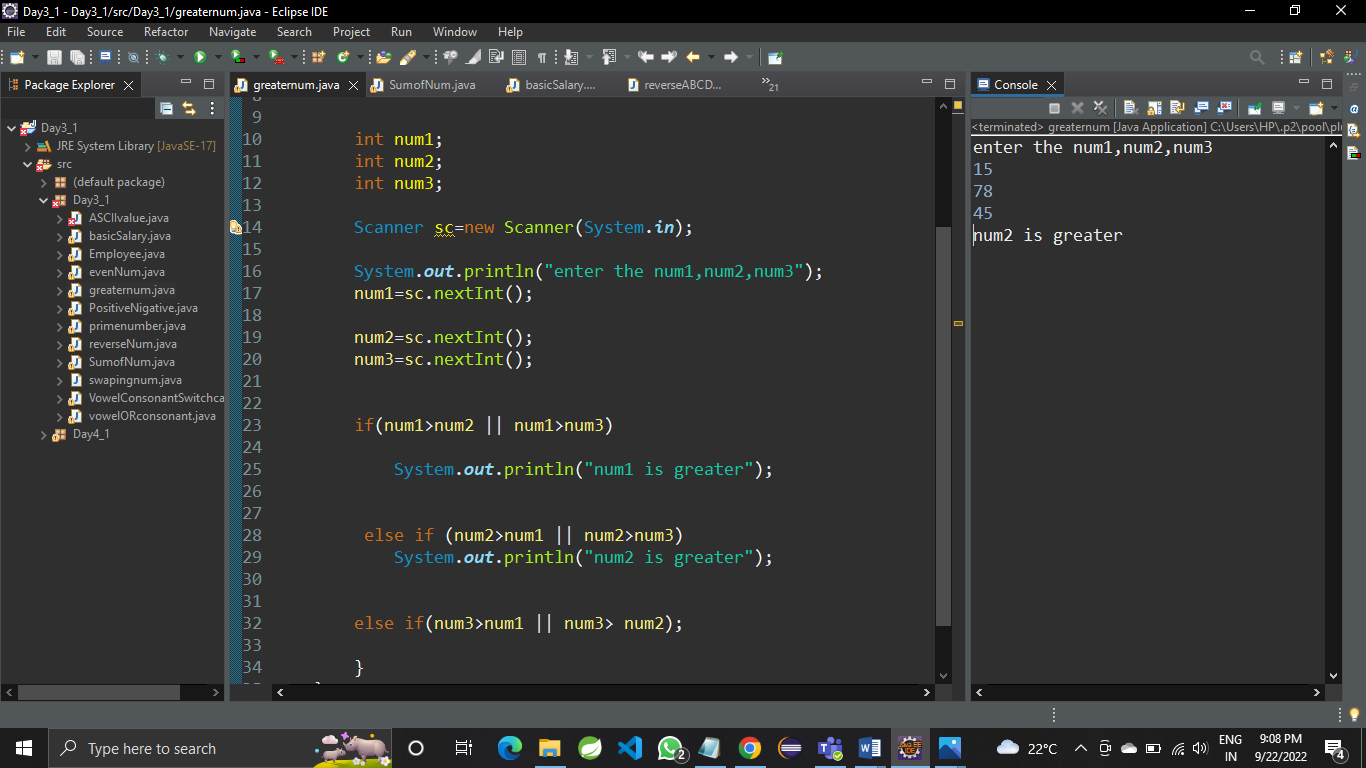 Day3_1 - Day3_1/src/Day3_1/greaternum.java - Eclipse IDE
File Edit Source Refactor Navigate Search Project Run Window Help
Package Explorer
Day3_1
JRE System Library [JavaSE-17]
src
(default package)
Day3_1
ASCIIvalue.java
basicSalary.java
Employee.java
evenNum.java
greaternum.java
PositiveNigative.java
primenumber.java
reverseNum.java
SumofNum.java
swapingnum.java
VowelConsonantSwitchca
vowelORconsonant.java
Day4_1
greaternum.java SumofNum.java basicSalary.... reverseABCD... »21
9
10 int num1;
11 int num2;
12 int num3;
13
14 Scanner sc=new Scanner(System.in);
15
16 System.out.println("enter the num1,num2,num3");
17 num1=sc.nextInt();
18
19 num2=sc.nextInt();
20 num3=sc.nextInt();
21
22
23 if(num1>num2 || num1>num3)
24
25 System.out.println("num1 is greater");
26
27
28 else if (num2>num1 || num2>num3)
29 System.out.println("num2 is greater");
30
31
32 else if(num3>num1 || num3> num2);
33
34 }
Console
<terminated> greaternum [Java Application] C:\Users\HP\.p2\pool\plu
enter the num1,num2,num3
15
78
45
num2 is greater
Type here to search
2
22°C
ENG
IN
9:08 PM
9/22/2022
4